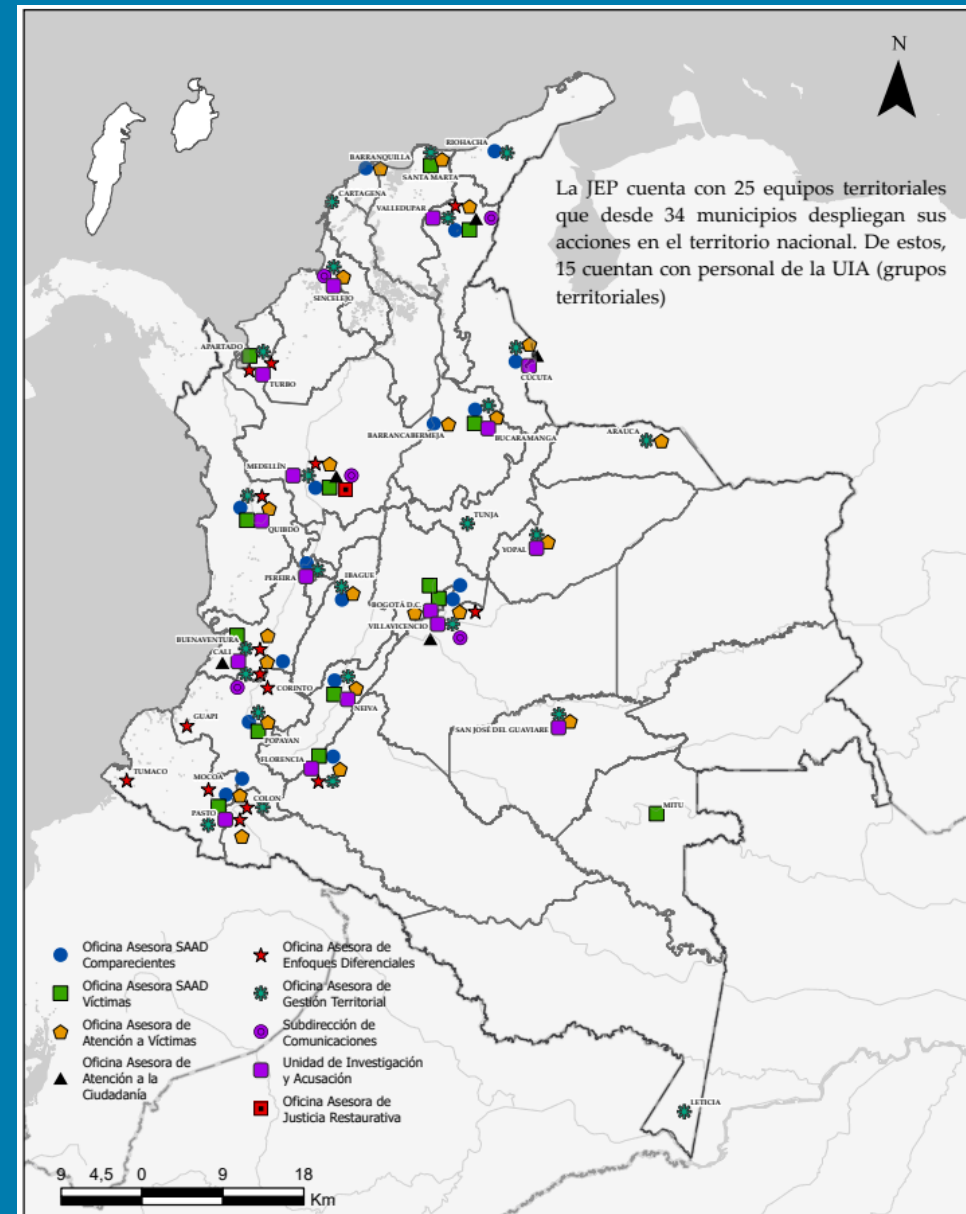 N
RIOHACHA
BARRANQUILLA
SANTA MARTA
CARTAGENA
VALLEDUPAR
La JEP cuenta con 25 equipos territoriales
que desde 34 municipios despliegan sus
acciones en el territorio nacional. De estos,
15 cuentan con personal de la UIA (grupos
territoriales)
SINCELEJO
APARTADO
TURBO
CÚCUTA
BARRANCABERMEJA
BUCARAMANGA
ARAUCA
MEDELLÍN
QUIBDÓ
TUNJA
YOPAL
PEREIRA
IBAGUE
BOGOTÁ D.C.
VILLAVICENCIO
BUENAVENTURA
CALI
CORINTO
NEIVA
GUAPI
POPAYAN
SAN JOSÉ DEL GUAVIARE
FLORENCIA
TUMACO
MOCOA
COLON
PASTO
MITU
Oficina Asesora SAAD
Comparecientes
Oficina Asesora SAAD
Víctimas
Oficina Asesora de
Atención a Víctimas
Oficina Asesora de
Atención a la
Ciudadanía
Oficina Asesora de
Enfoques Diferenciales
Oficina Asesora de
Gestión Territorial
Subdirección de
Comunicaciones
Unidad de Investigación
y Acusación
Oficina Asesora de
Justicia Restaurativa
LETICIA
9 4,5 0 9 18
Km